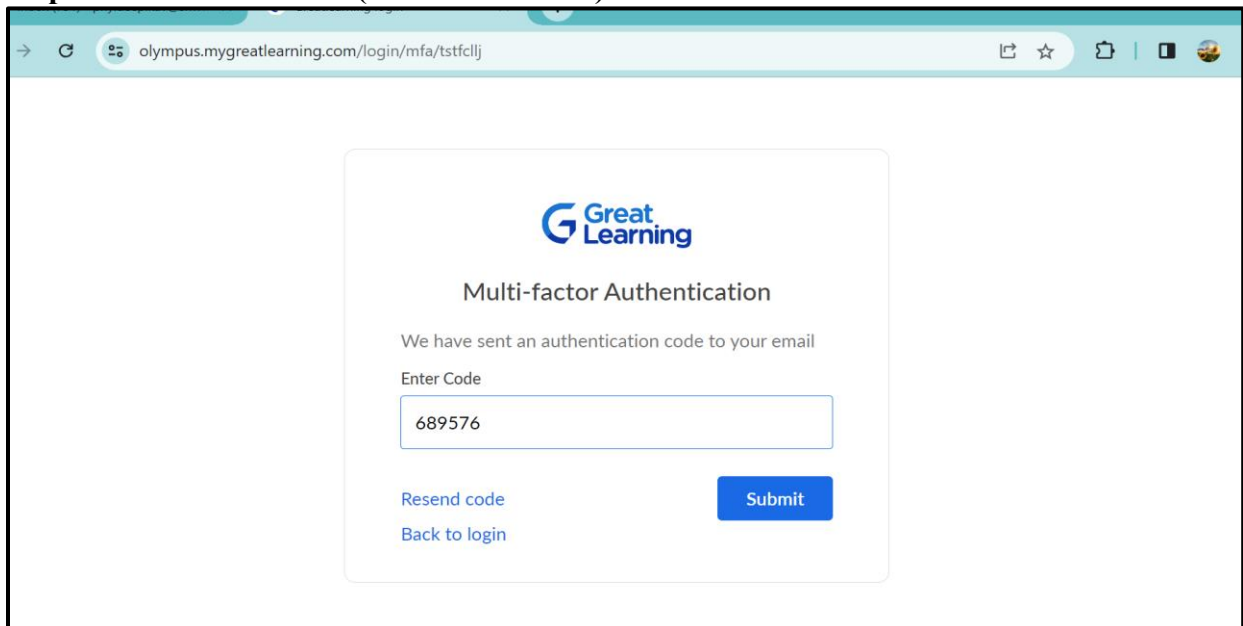 olympus.mygreatlearning.com/login/mfa/tstfcllj
Great
Learning
Multi-factor Authentication
We have sent an authentication code to your email
Enter Code
689576
Resend code
Submit
Back to login